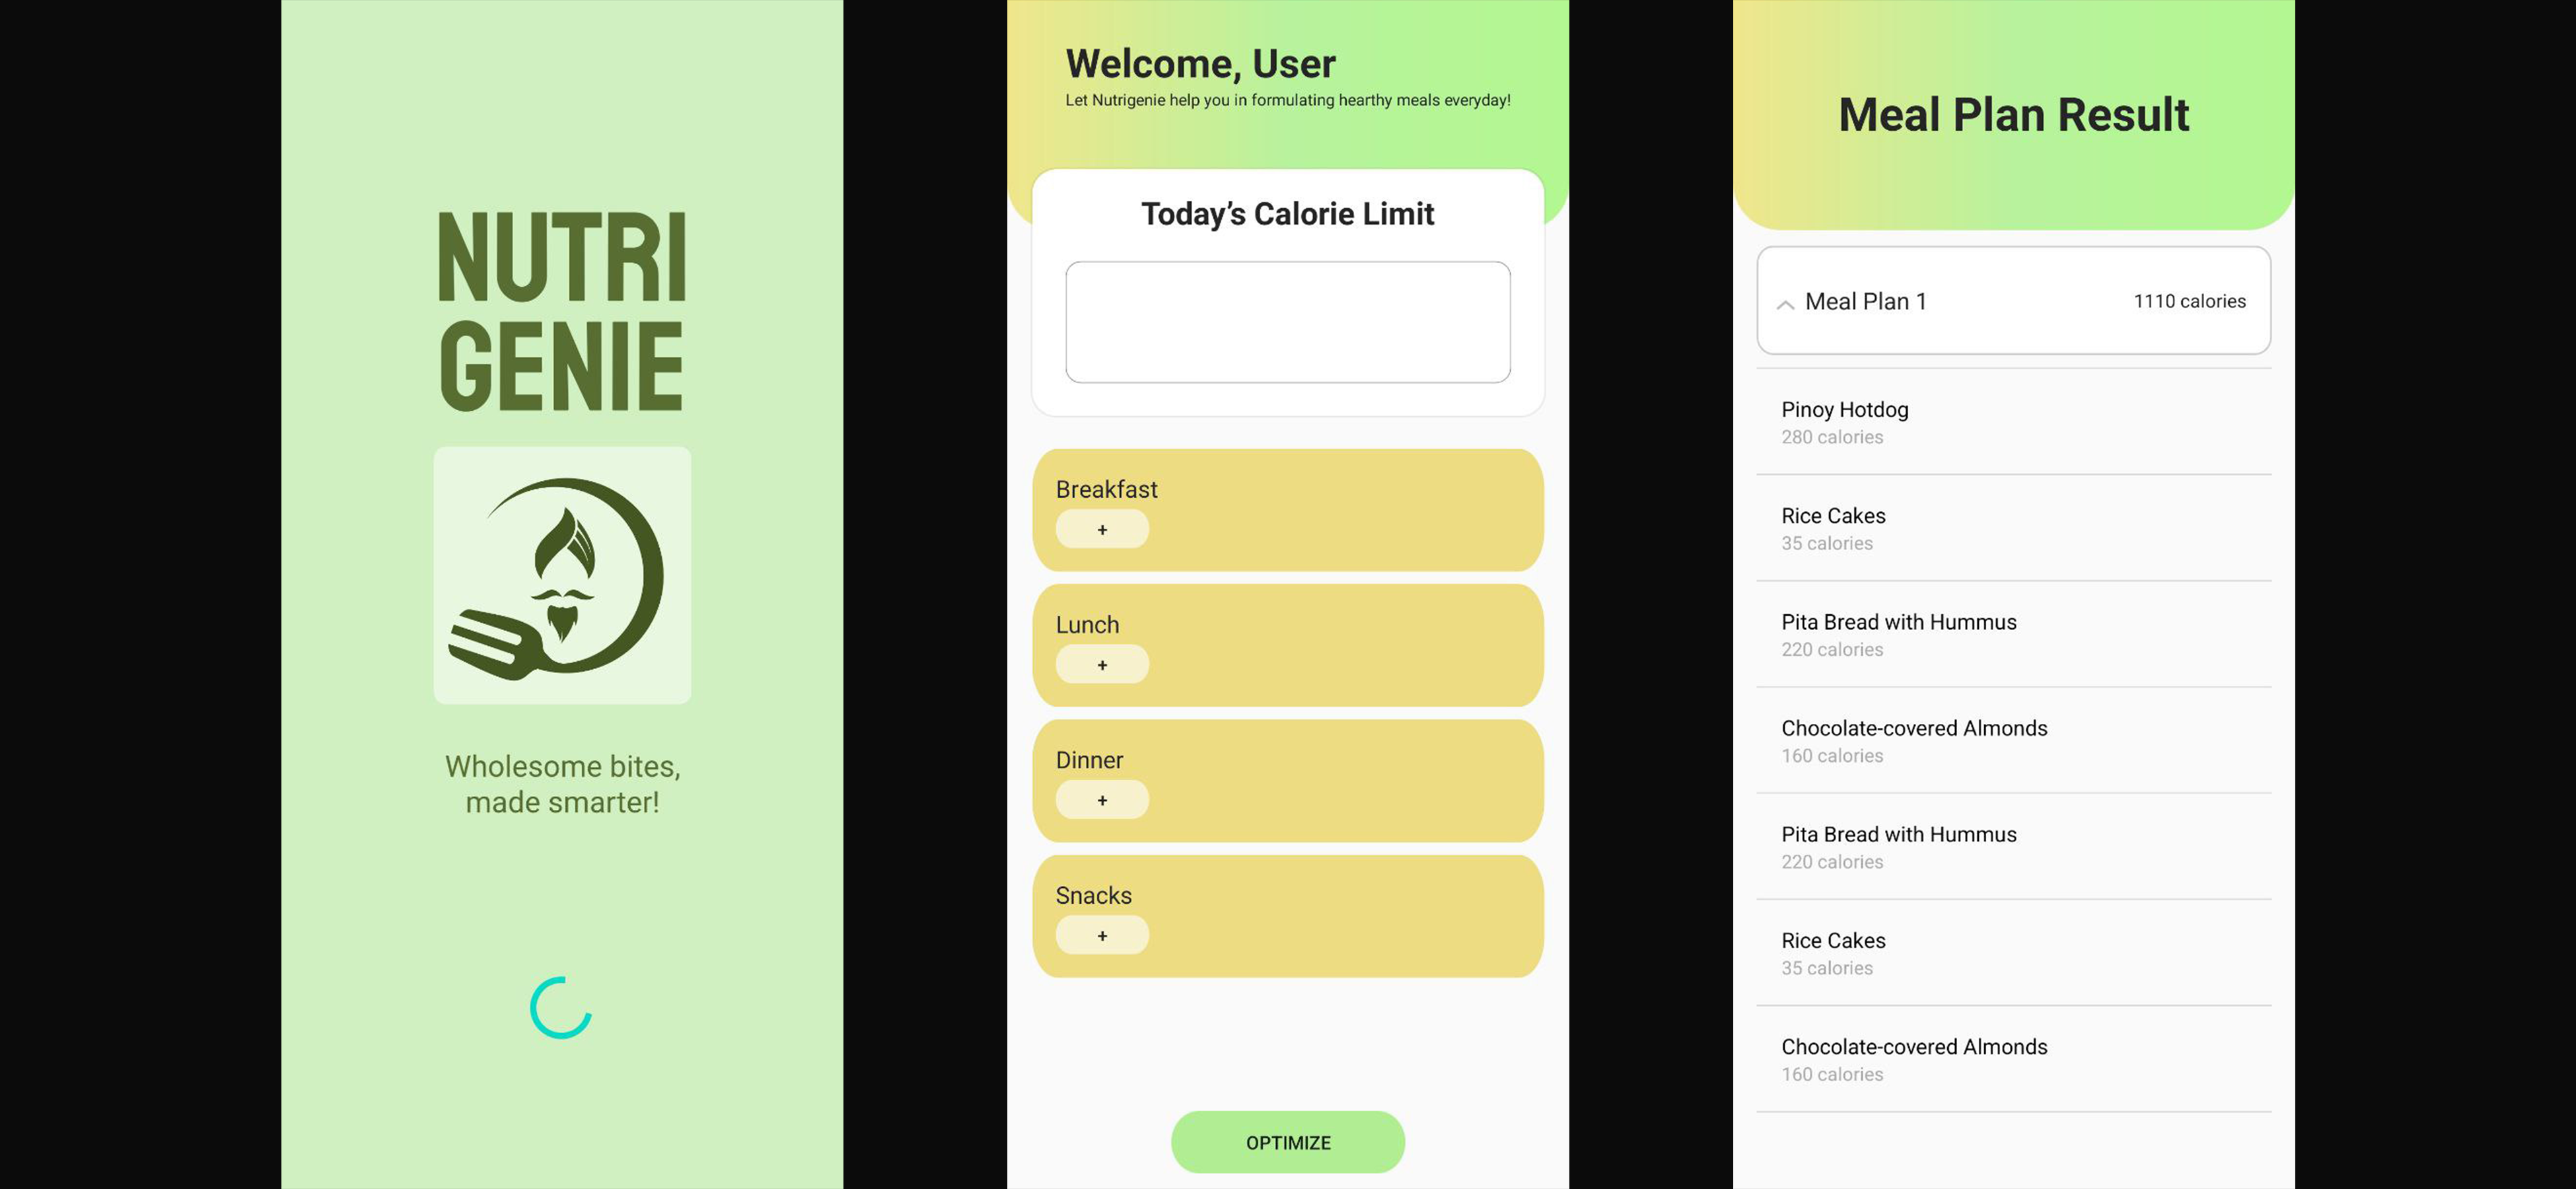 NUTRI
GENIE
Wholesome bites,
made smarter!
Welcome, User
Let Nutrigenie help you in formulating hearthy meals everyday!
Today’s Calorie Limit
Breakfast
+
Lunch
+
Dinner
+
Snacks
+
OPTIMIZE
Meal Plan Result
Meal Plan 1 1110 calories
Pinoy Hotdog
280 calories
Rice Cakes
35 calories
Pita Bread with Hummus
220 calories
Chocolate-covered Almonds
160 calories
Pita Bread with Hummus
220 calories
Rice Cakes
35 calories
Chocolate-covered Almonds
160 calories